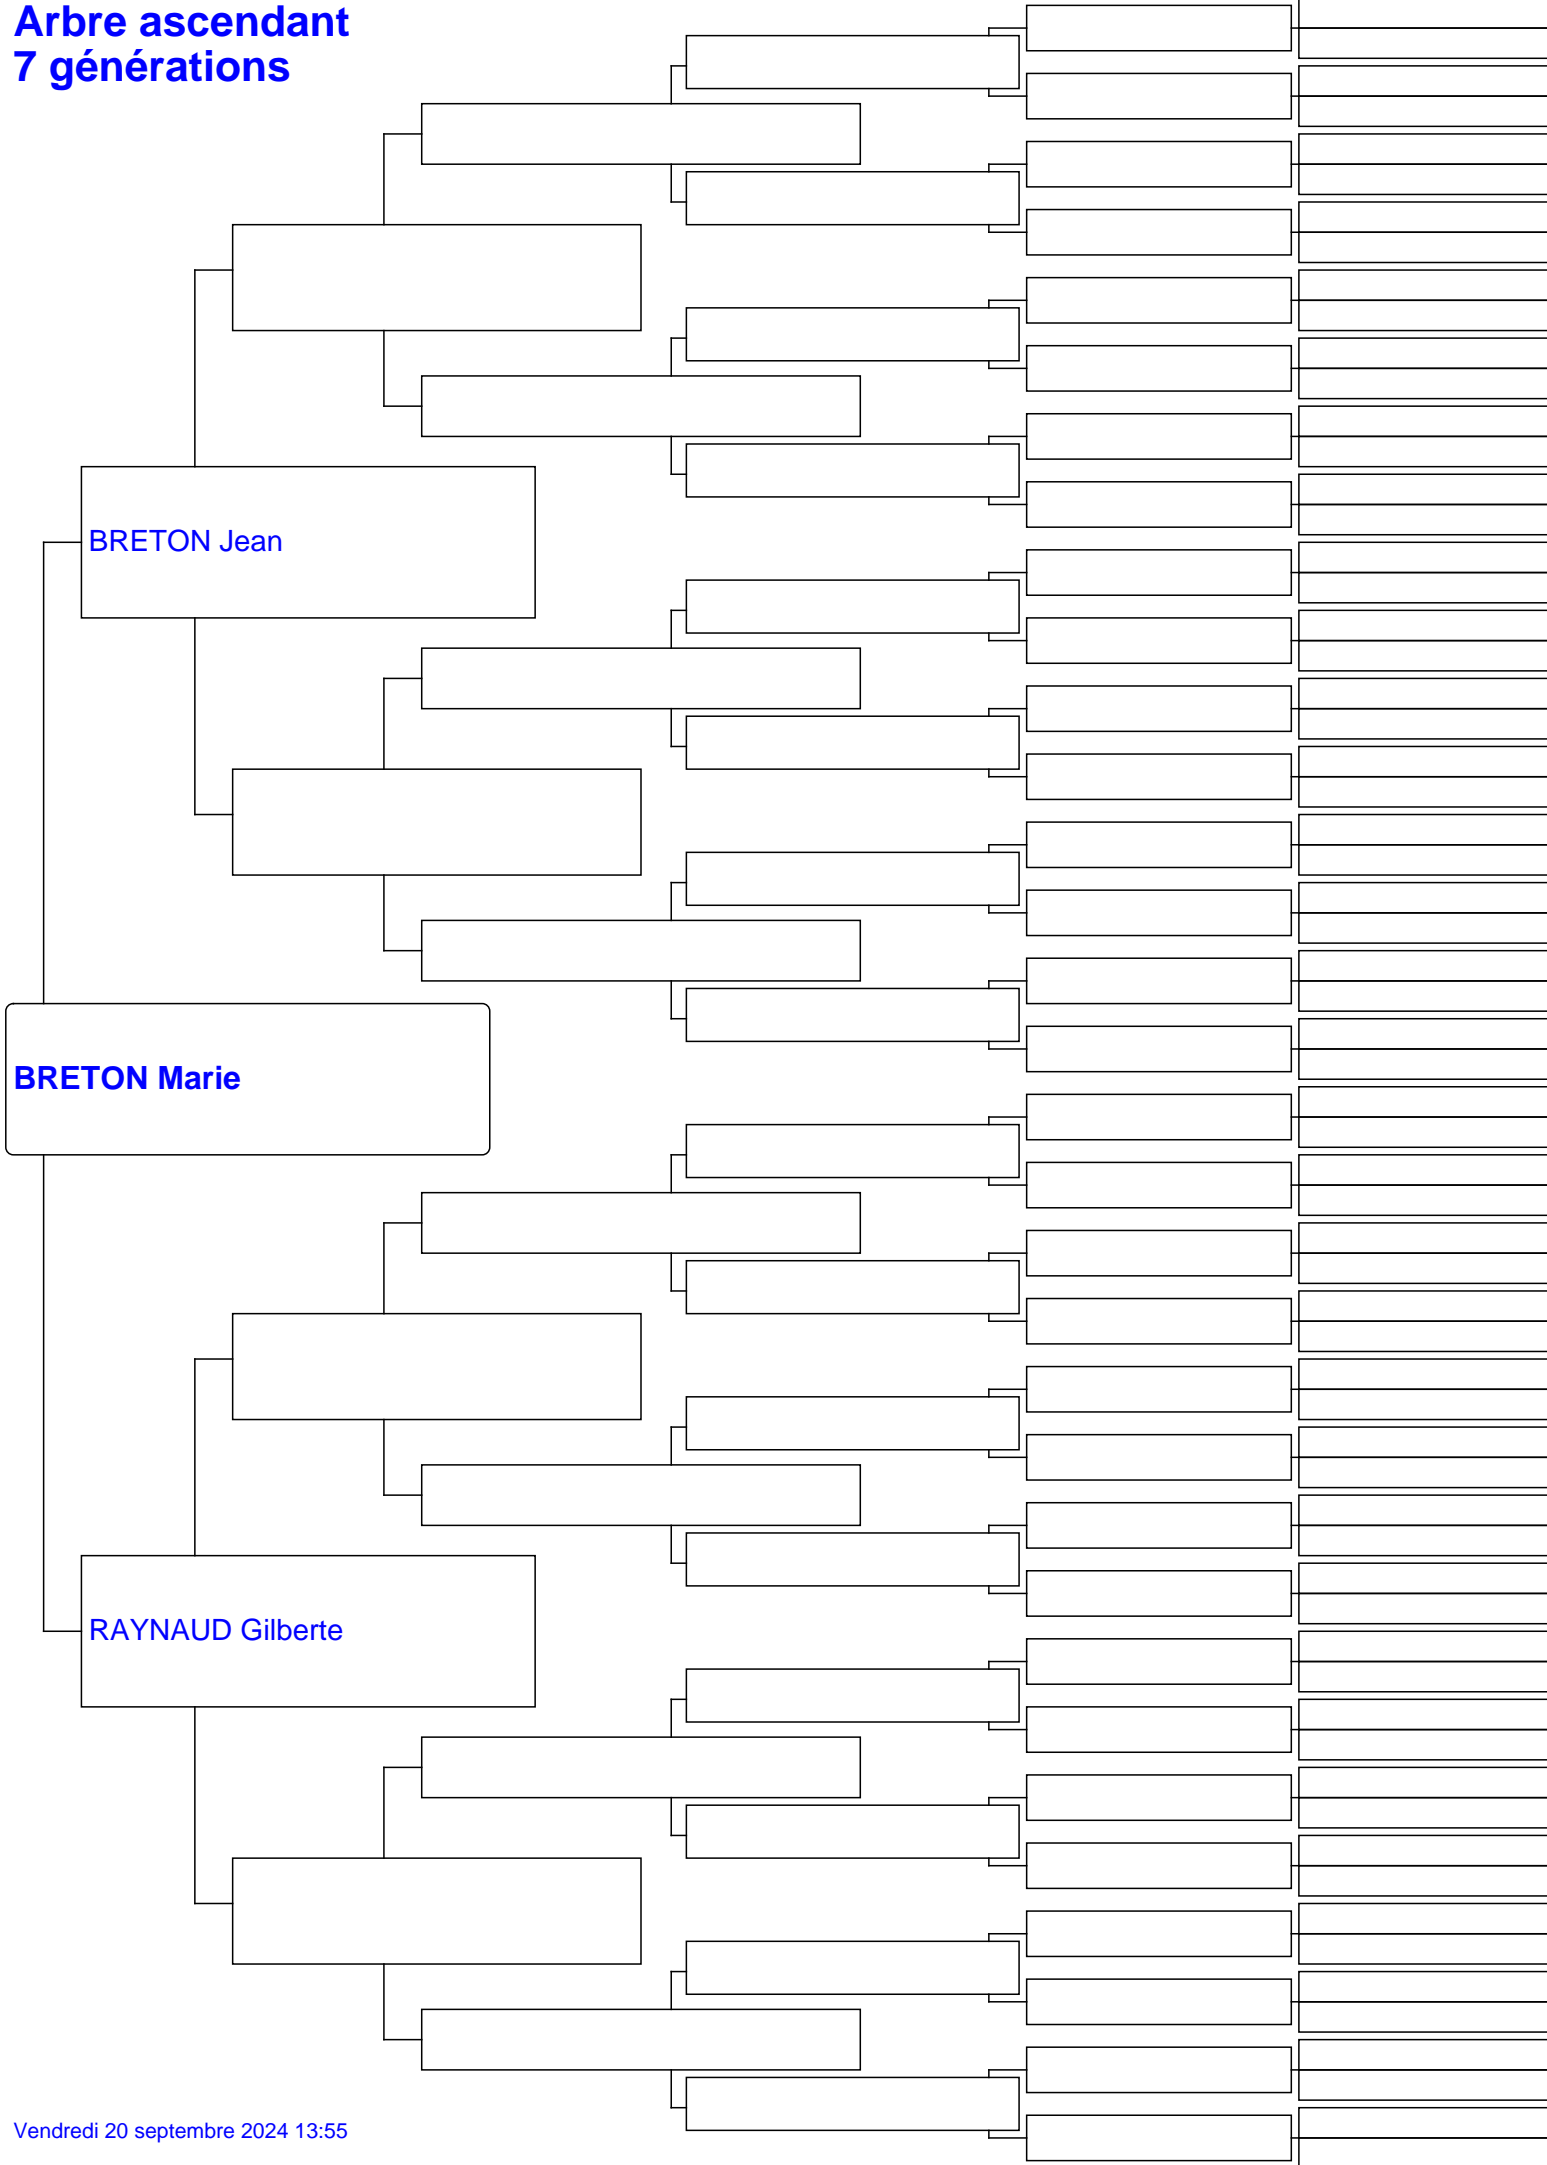 Arbre ascendant
7 générations
BRETON Jean
BRETON Marie
RAYNAUD Gilberte
Vendredi 20 septembre 2024 13:55